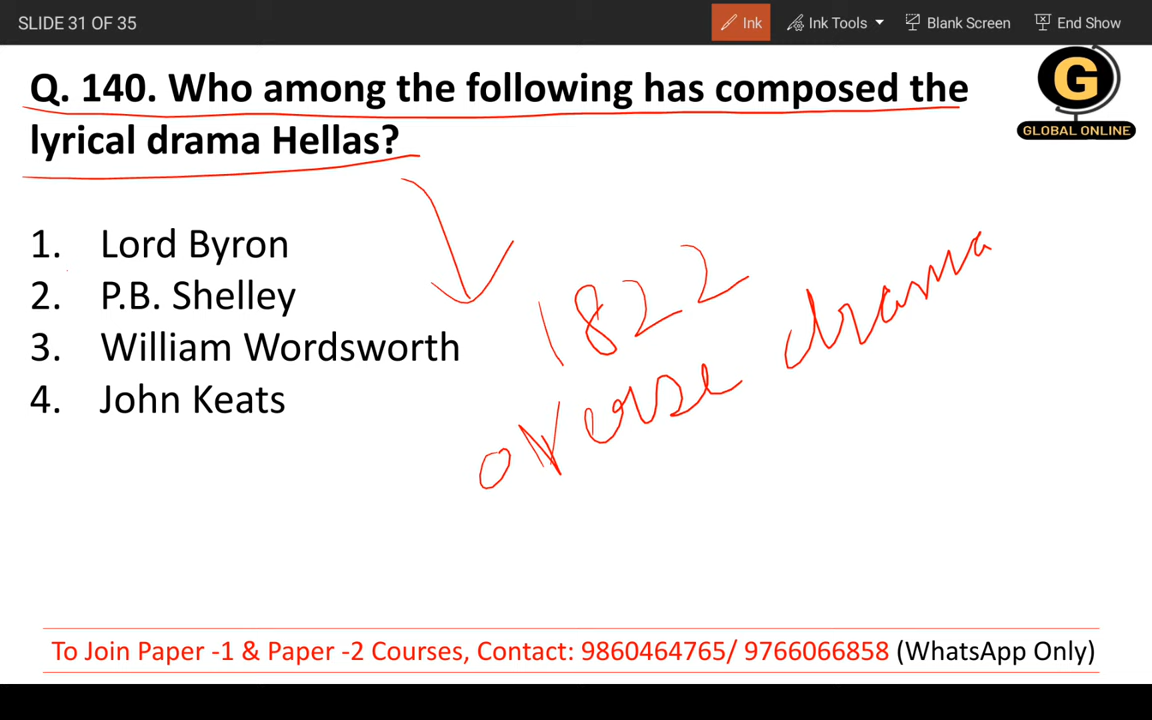 SLIDE 31 OF 35
Ink
Ink Tools
Blank Screen
End Show
Q. 140. Who among the following has composed the
lyrical drama Hellas?
G
GLOBAL ONLINE
1. Lord Byron
2. P.B. Shelley
3. William Wordsworth
4. John Keats
1822
verse drama
To Join Paper -1 & Paper -2 Courses, Contact: 9860464765/ 9766066858 (WhatsApp Only)